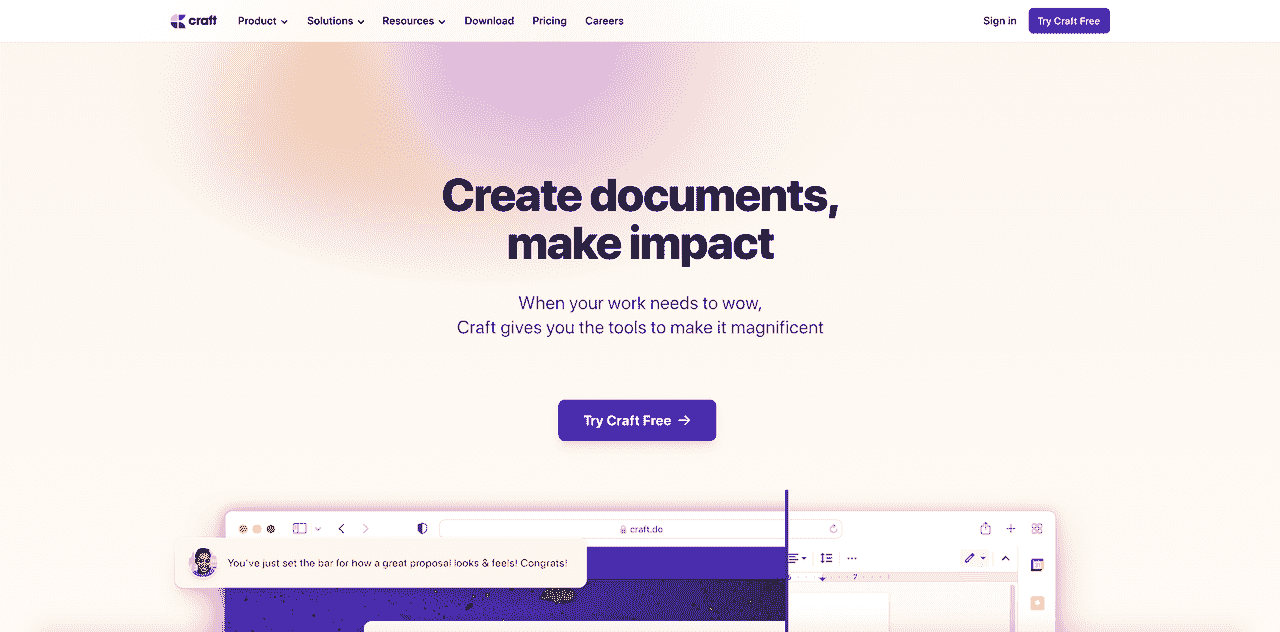 craft Product Solutions Resources Download Pricing Careers Sign in Try Craft Free
Create documents,
make impact
When your work needs to wow,
Craft gives you the tools to make it magnificent
Try Craft Free →
craft.do
You've just set the bar for how a great proposal looks & feels! Congrats!
7